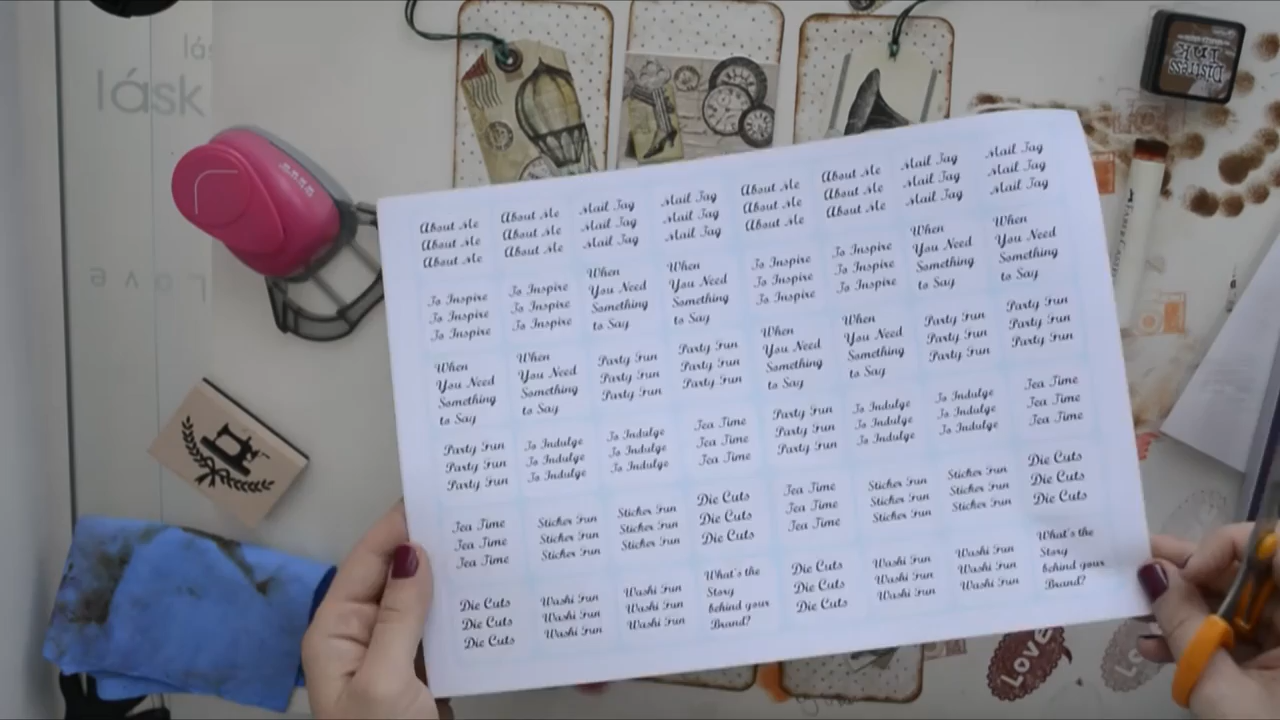 lás
lásk
Distress
Ink
About Me
About Me
About Me
About Me
About Me
About Me
Mail Tag
Mail Tag
Mail Tag
Mail Tag
Mail Tag
Mail Tag
About Me
About Me
About Me
About Me
About Me
About Me
Mail Tag
Mail Tag
Mail Tag
Mail Tag
Mail Tag
Mail Tag
To Inspire
To Inspire
To Inspire
To Inspire
To Inspire
To Inspire
When
You Need
Something
to Say
When
You Need
Something
to Say
To Inspire
To Inspire
To Inspire
To Inspire
To Inspire
To Inspire
When
You Need
Something
to Say
When
You Need
Something
to Say
When
You Need
Something
to Say
When
You Need
Something
to Say
Party Fun
Party Fun
Party Fun
Party Fun
Party Fun
Party Fun
When
You Need
Something
to Say
When
You Need
Something
to Say
Party Fun
Party Fun
Party Fun
Party Fun
Party Fun
Party Fun
Party Fun
Party Fun
Party Fun
To Indulge
To Indulge
To Indulge
To Indulge
To Indulge
To Indulge
Tea Time
Tea Time
Tea Time
Party Fun
Party Fun
Party Fun
To Indulge
To Indulge
To Indulge
To Indulge
To Indulge
To Indulge
Tea Time
Tea Time
Tea Time
Tea Time
Tea Time
Tea Time
Sticker Fun
Sticker Fun
Sticker Fun
Sticker Fun
Sticker Fun
Sticker Fun
Die Cuts
Die Cuts
Die Cuts
Tea Time
Tea Time
Tea Time
Sticker Fun
Sticker Fun
Sticker Fun
Sticker Fun
Sticker Fun
Sticker Fun
Die Cuts
Die Cuts
Die Cuts
Die Cuts
Die Cuts
Die Cuts
Washi Fun
Washi Fun
Washi Fun
Washi Fun
Washi Fun
Washi Fun
What's the
Story
behind your
Brand?
Die Cuts
Die Cuts
Die Cuts
Washi Fun
Washi Fun
Washi Fun
Washi Fun
Washi Fun
Washi Fun
What's the
Story
behind your
Brand?
Love
LOVE